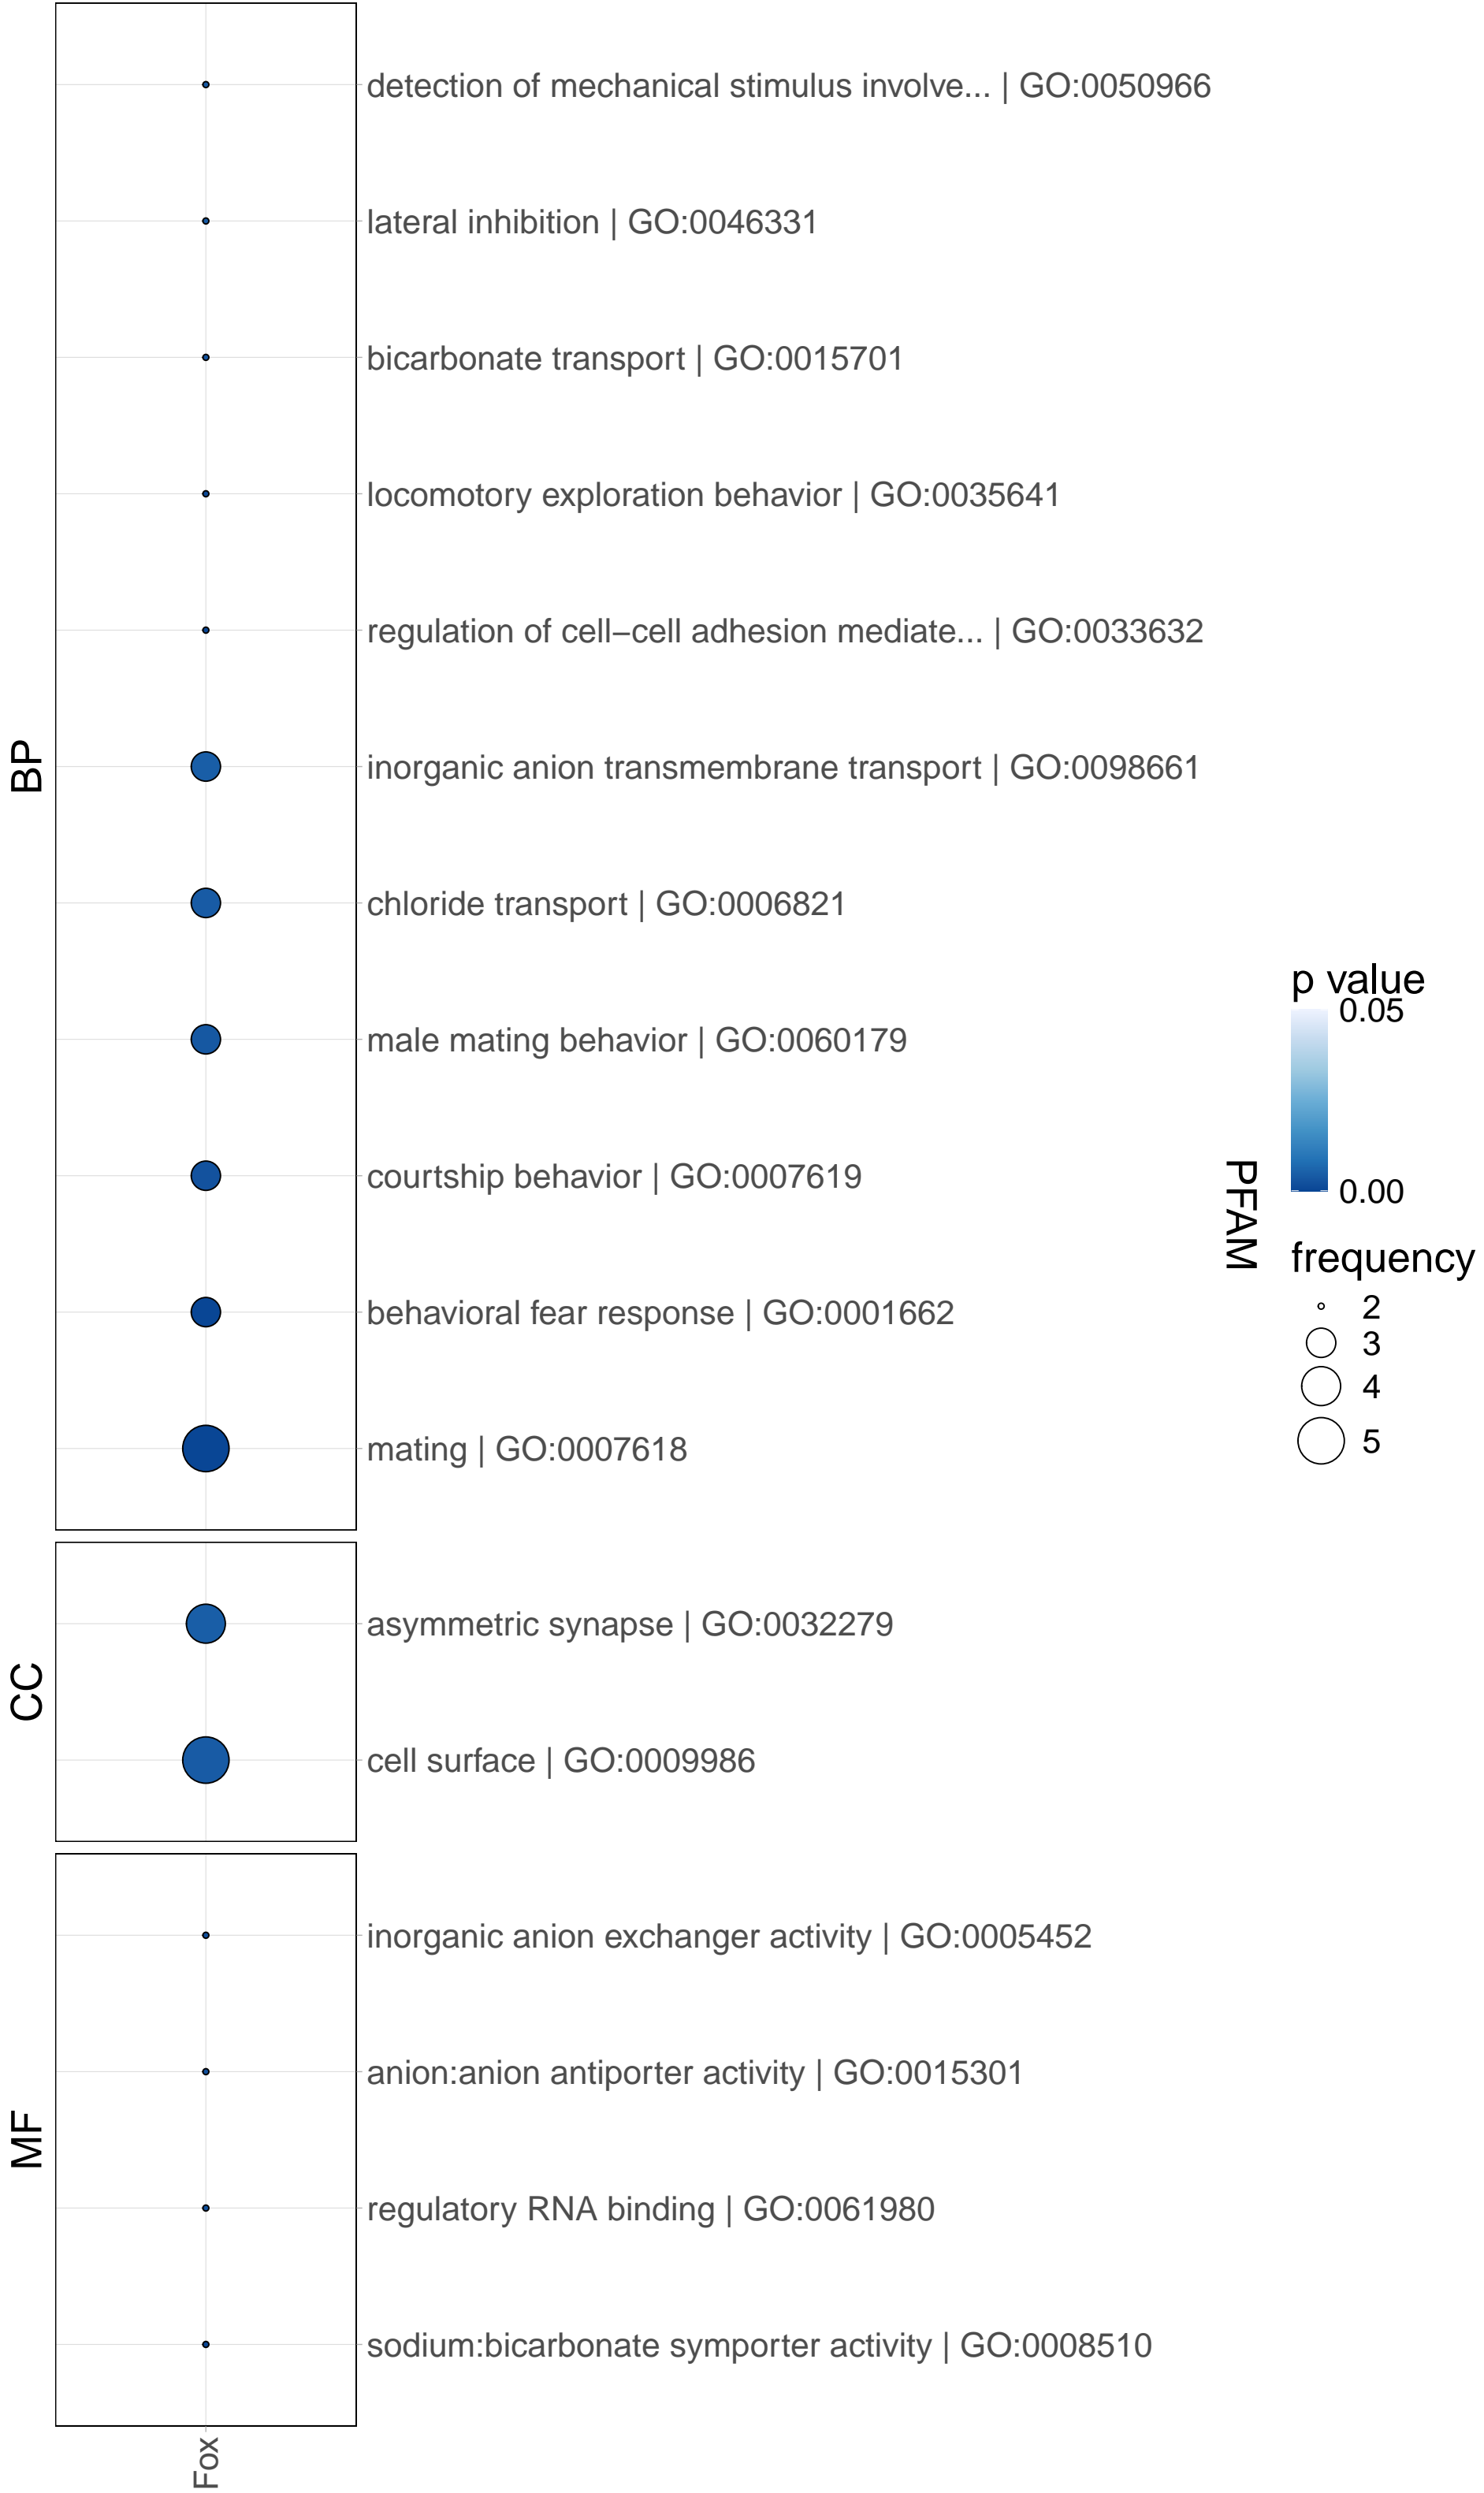 BP
detection of mechanical stimulus involve... | GO:0050966
lateral inhibition | GO:0046331
bicarbonate transport | GO:0015701
locomotory exploration behavior | GO:0035641
regulation of cell−cell adhesion mediate... | GO:0033632
inorganic anion transmembrane transport | GO:0098661
chloride transport | GO:0006821
male mating behavior | GO:0060179
courtship behavior | GO:0007619
behavioral fear response | GO:0001662
mating | GO:0007618
CC
asymmetric synapse | GO:0032279
cell surface | GO:0009986
MF
inorganic anion exchanger activity | GO:0005452
anion:anion antiporter activity | GO:0015301
regulatory RNA binding | GO:0061980
sodium:bicarbonate symporter activity | GO:0008510
Fox
PFAM
p value
0.05
0.00
frequency
2
3
4
5